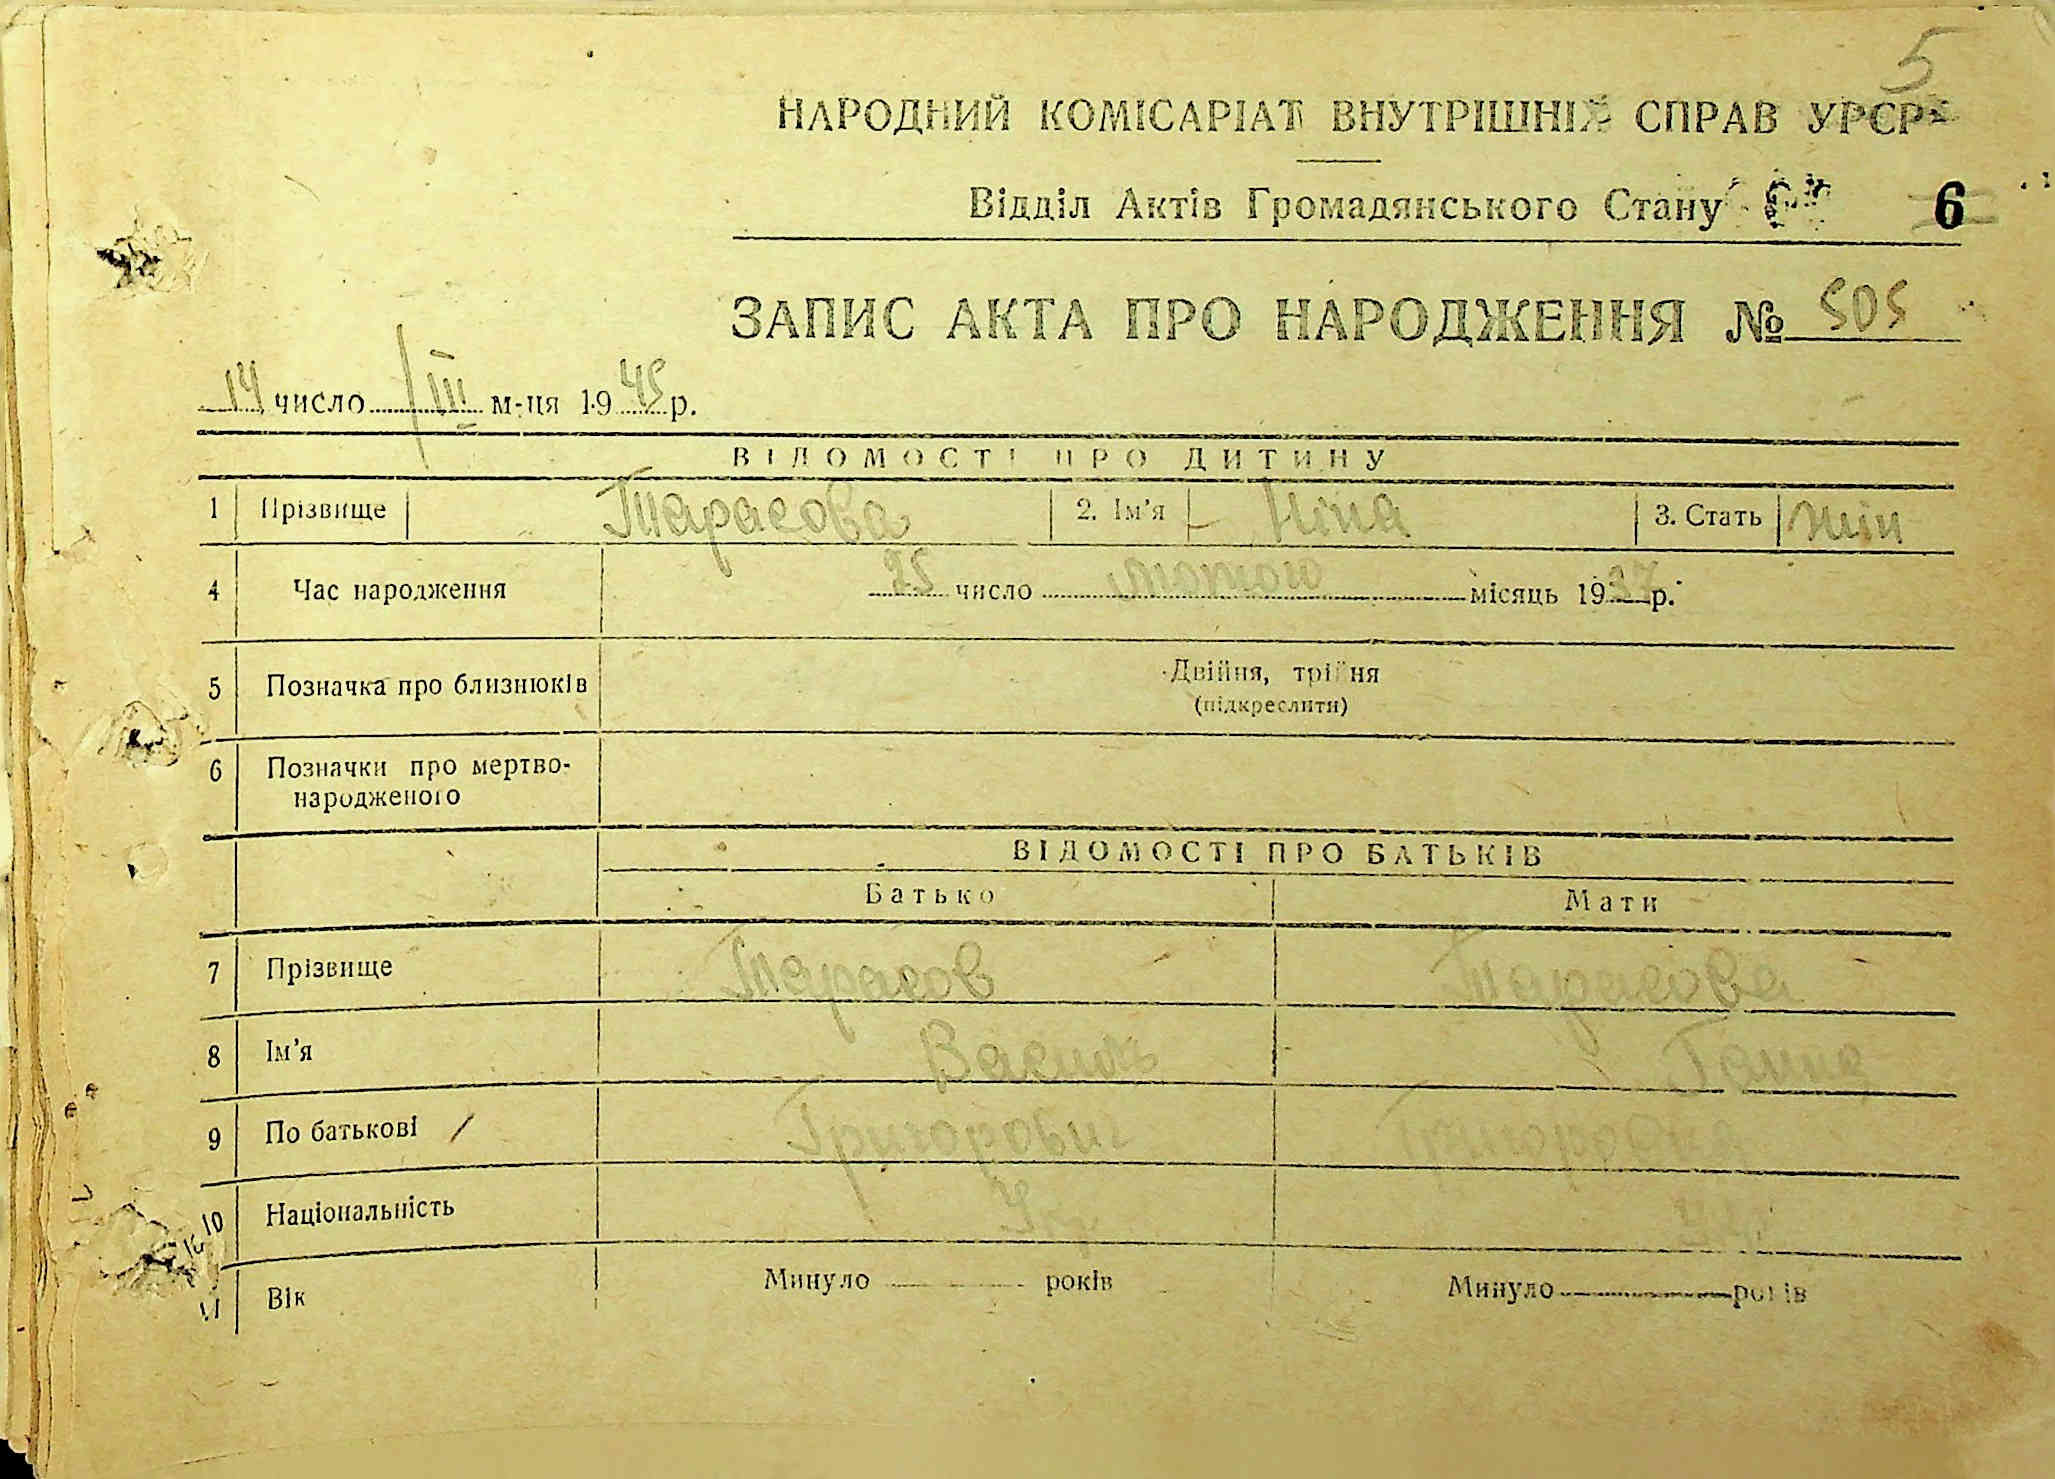 5
НАРОДНИЙ КОМІСАРІАТ ВНУТРІШНІХ СПРАВ УРСР
Відділ Актів Громадянського Стану 6
ЗАПИС АКТА ПРО НАРОДЖЕННЯ № 505
14 число III м-ця 1945 р.
ВІДОМОСТІ ПРО ДИТИНУ
1 Прізвище Тарасова 2. Ім'я Ніна 3. Стать жін
4 Час народження 25 число лютого місяць 1937 р.
5 Позначка про близнюків Двійня, трійня
(підкреслити)
6 Позначки про мертво-
народженого
ВІДОМОСТІ ПРО БАТЬКІВ
Батько Мати
7 Прізвище Тарасов Тарасова
8 Ім'я Василь Ганна
9 По батькові Григорович Григоровна
10 Національність Укр. Укр.
11 Вік Минуло років Минуло років